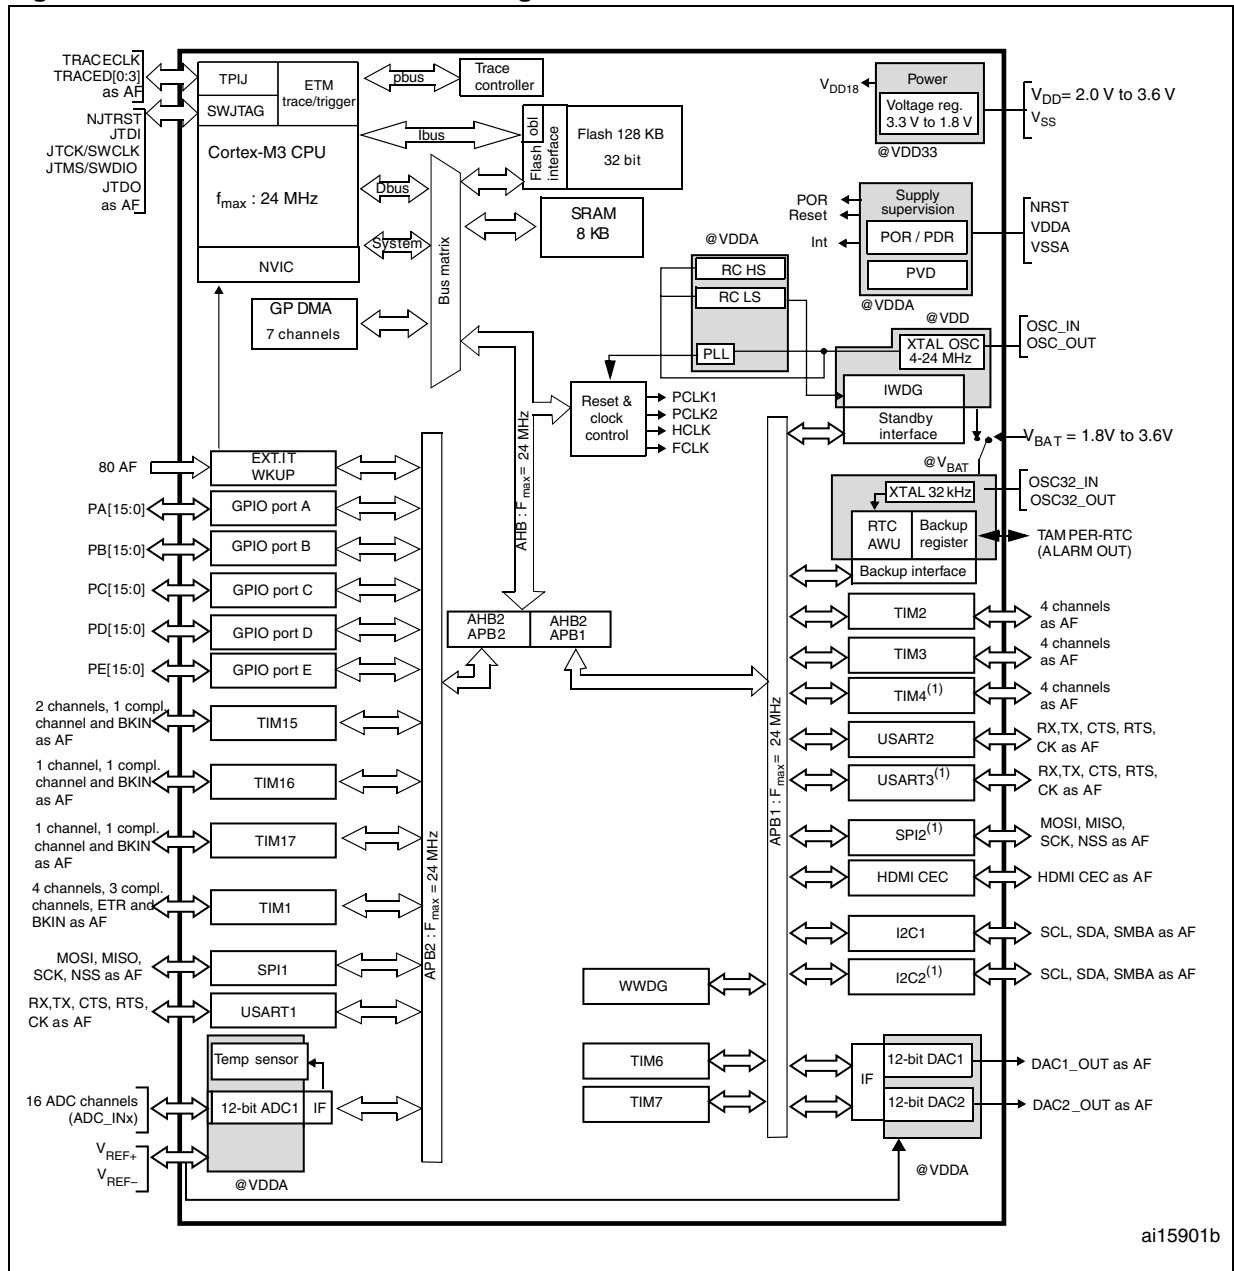 TRACECLK
TRACED[0:3]
as AF
NJTRST
JTDI
JTCK/SWCLK
JTMS/SWDIO
JTDO
as AF
TPIJ
SWJTAG
ETM
trace/trigger
Cortex-M3 CPU
fmax : 24 MHz
NVIC
GP DMA
7 channels
pbus
Ibus
Dbus
System
Trace
controller
Flash obl
interface
Flash 128 KB
32 bit
SRAM
8 KB
Bus matrix
VDD18
Power
Voltage reg.
3.3 V to 1.8 V
@VDD33
VDD= 2.0 V to 3.6 V
VSS
POR
Reset
Int
Supply
supervision
POR / PDR
PVD
@VDDA
NRST
VDDA
VSSA
@VDDA
RC HS
RC LS
PLL
@VDD
XTAL OSC
4-24 MHz
IWDG
Standby
interface
OSC_IN
OSC_OUT
VBAT = 1.8V to 3.6V
Reset &
clock
control
PCLK1
PCLK2
HCLK
FCLK
@VBAT
XTAL 32 kHz
RTC
AWU
Backup
register
Backup interface
OSC32_IN
OSC32_OUT
TAMPER-RTC
(ALARM OUT)
AHB : Fmax= 24 MHz
AHB2
APB2
AHB2
APB1
APB2 : Fmax = 24 MHz
APB1 : Fmax= 24 MHz
80 AF
EXT.IT
WKUP
PA[15:0]
GPIO port A
PB[15:0]
GPIO port B
PC[15:0]
GPIO port C
PD[15:0]
GPIO port D
PE[15:0]
GPIO port E
2 channels, 1 compl.
channel and BKIN
as AF
TIM15
1 channel, 1 compl.
channel and BKIN
as AF
TIM16
1 channel, 1 compl.
channel and BKIN
as AF
TIM17
4 channels, 3 compl.
channels, ETR and
BKIN as AF
TIM1
MOSI, MISO,
SCK, NSS as AF
SPI1
RX,TX, CTS, RTS,
CK as AF
USART1
Temp sensor
16 ADC channels
(ADC_INx)
12-bit ADC1
IF
VREF+
VREF–
@VDDA
TIM2
4 channels
as AF
TIM3
4 channels
as AF
TIM4(1)
4 channels
as AF
USART2
RX,TX, CTS, RTS,
CK as AF
USART3(1)
RX,TX, CTS, RTS,
CK as AF
SPI2(1)
MOSI, MISO,
SCK, NSS as AF
HDMI CEC
HDMI CEC as AF
I2C1
SCL, SDA, SMBA as AF
I2C2(1)
SCL, SDA, SMBA as AF
WWDG
TIM6
TIM7
IF
12-bit DAC1
DAC1_OUT as AF
12-bit DAC2
DAC2_OUT as AF
@VDDA
ai15901b